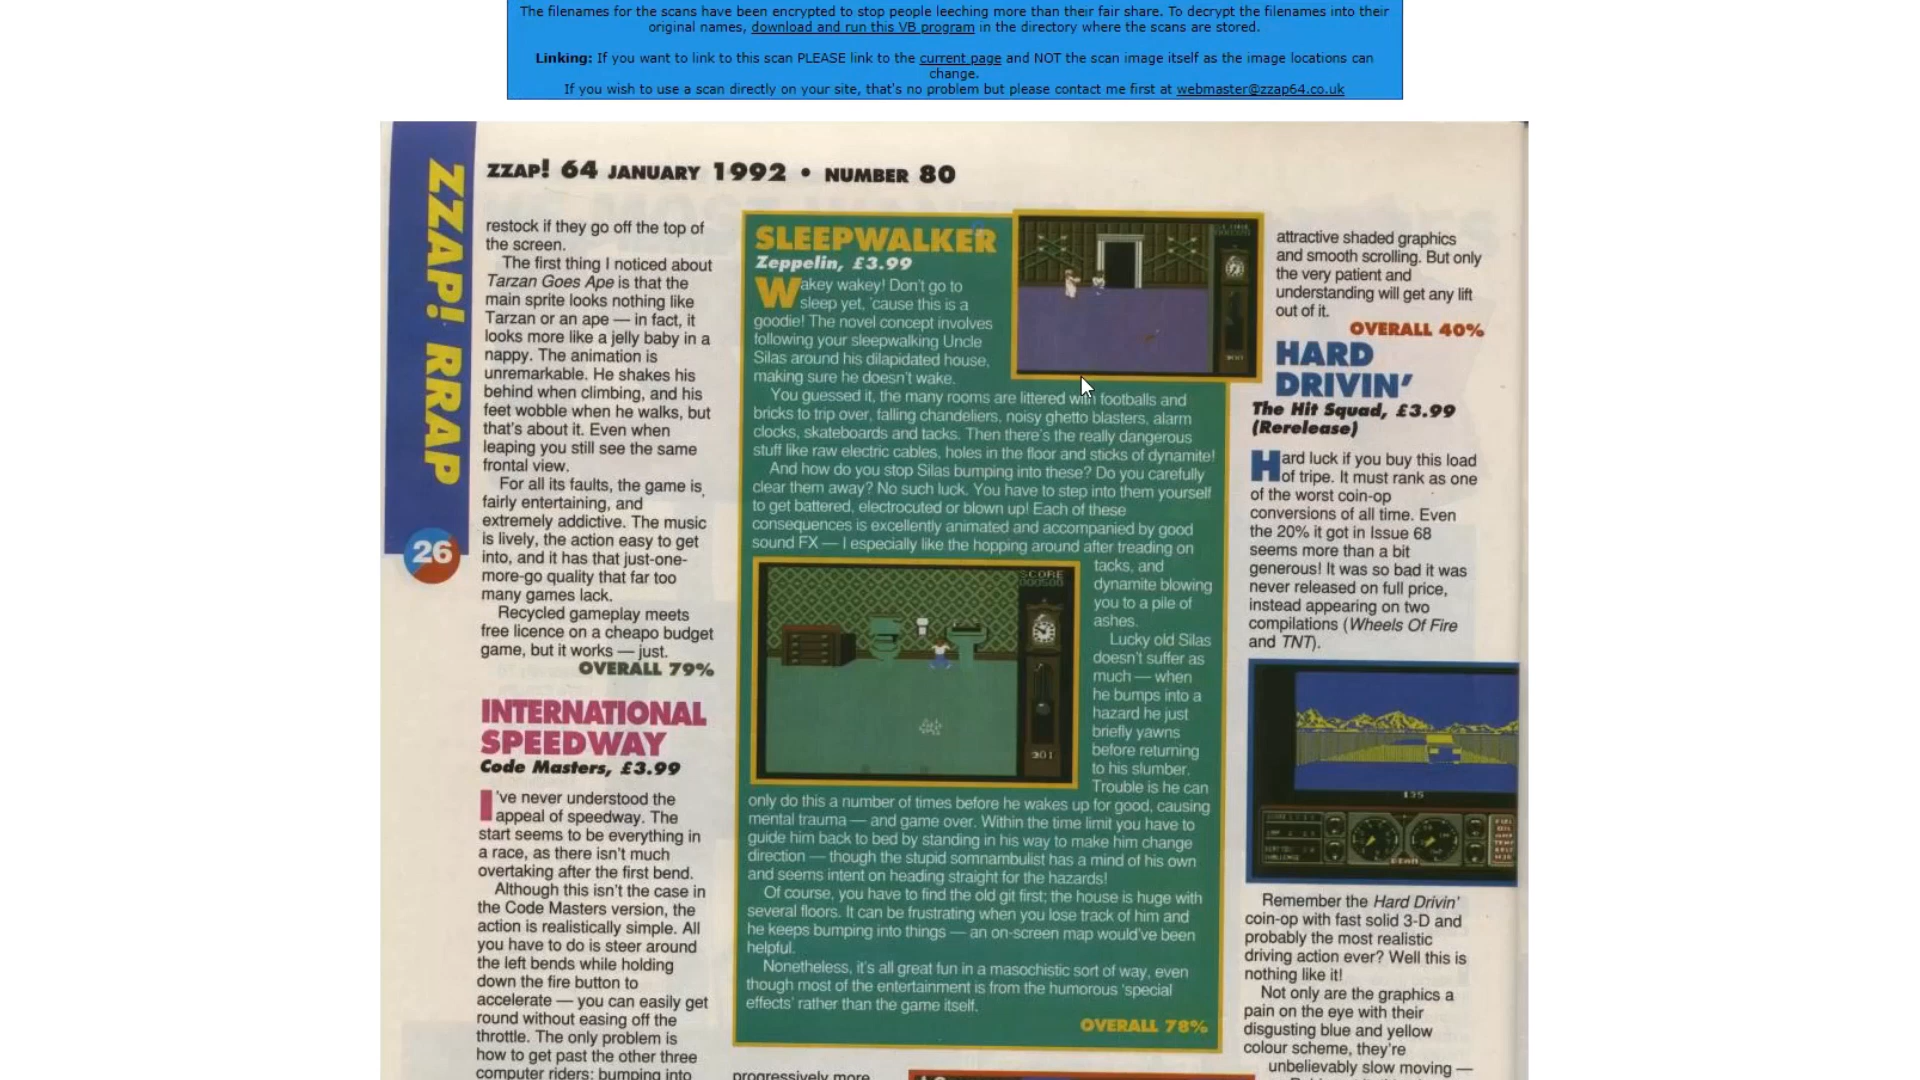 The filenames for the scans have been encrypted to stop people leeching more than their fair share. To decrypt the filenames into their
original names, download and run this VB program in the directory where the scans are stored.
Linking: If you want to link to this scan PLEASE link to the current page and NOT the scan image itself as the image locations can
change.
If you wish to use a scan directly on your site, that's no problem but please contact me first at webmaster@zzap64.co.uk
ZZAP! RRAP
26
ZZAP! 64 JANUARY 1992 • NUMBER 80
restock if they go off the top of
the screen.
The first thing I noticed about
Tarzan Goes Ape is that the
main sprite looks nothing like
Tarzan or an ape — in fact, it
looks more like a jelly baby in a
nappy. The animation is
unremarkable. He shakes his
behind when climbing, and his
feet wobble when he walks, but
that's about it. Even when
leaping you still see the same
frontal view.
For all its faults, the game is
fairly entertaining, and
extremely addictive. The music
is lively, the action easy to get
into, and it has that just-one-
more-go quality that far too
many games lack.
Recycled gameplay meets
free licence on a cheapo budget
game, but it works — just.
OVERALL 79%
INTERNATIONAL
SPEEDWAY
Code Masters, £3.99
I've never understood the
appeal of speedway. The
start seems to be everything in
a race, as there isn't much
overtaking after the first bend.
Although this isn't the case in
the Code Masters version, the
action is realistically simple. All
you have to do is steer around
the left bends while holding
down the fire button to
accelerate — you can easily get
round without easing off the
throttle. The only problem is
how to get past the other three
computer riders: bumping into
SLEEPWALKER
Zeppelin, £3.99
Wakey wakey! Don't go to
sleep yet, 'cause this is a
goodie! The novel concept involves
following your sleepwalking Uncle
Silas around his dilapidated house,
making sure he doesn't wake.
You guessed it, the many rooms are littered with footballs and
bricks to trip over, falling chandeliers, noisy ghetto blasters, alarm
clocks, skateboards and tacks. Then there's the really dangerous
stuff like raw electric cables, holes in the floor and sticks of dynamite!
And how do you stop Silas bumping into these? Do you carefully
clear them away? No such luck. You have to step into them yourself
to get battered, electrocuted or blown up! Each of these
consequences is excellently animated and accompanied by good
sound FX — I especially like the hopping around after treading on
tacks, and
dynamite blowing
you to a pile of
ashes.
Lucky old Silas
doesn't suffer as
much — when
he bumps into a
hazard he just
briefly yawns
before returning
to his slumber.
Trouble is he can
only do this a number of times before he wakes up for good, causing
mental trauma — and game over. Within the time limit you have to
guide him back to bed by standing in his way to make him change
direction — though the stupid somnambulist has a mind of his own
and seems intent on heading straight for the hazards!
Of course, you have to find the old git first; the house is huge with
several floors. It can be frustrating when you lose track of him and
he keeps bumping into things — an on-screen map would've been
helpful.
Nonetheless, it's all great fun in a masochistic sort of way, even
though most of the entertainment is from the humorous 'special
effects' rather than the game itself.
OVERALL 78%
SCORE
000500
201
progressively more
attractive shaded graphics
and smooth scrolling. But only
the very patient and
understanding will get any lift
out of it.
OVERALL 40%
HARD
DRIVIN'
The Hit Squad, £3.99
(Rerelease)
Hard luck if you buy this load
of tripe. It must rank as one
of the worst coin-op
conversions of all time. Even
the 20% it got in Issue 68
seems more than a bit
generous! It was so bad it was
never released on full price,
instead appearing on two
compilations (Wheels Of Fire
and TNT).
Remember the Hard Drivin'
coin-op with fast solid 3-D and
probably the most realistic
driving action ever? Well this is
nothing like it!
Not only are the graphics a
pain on the eye with their
disgusting blue and yellow
colour scheme, they're
unbelievably slow moving —